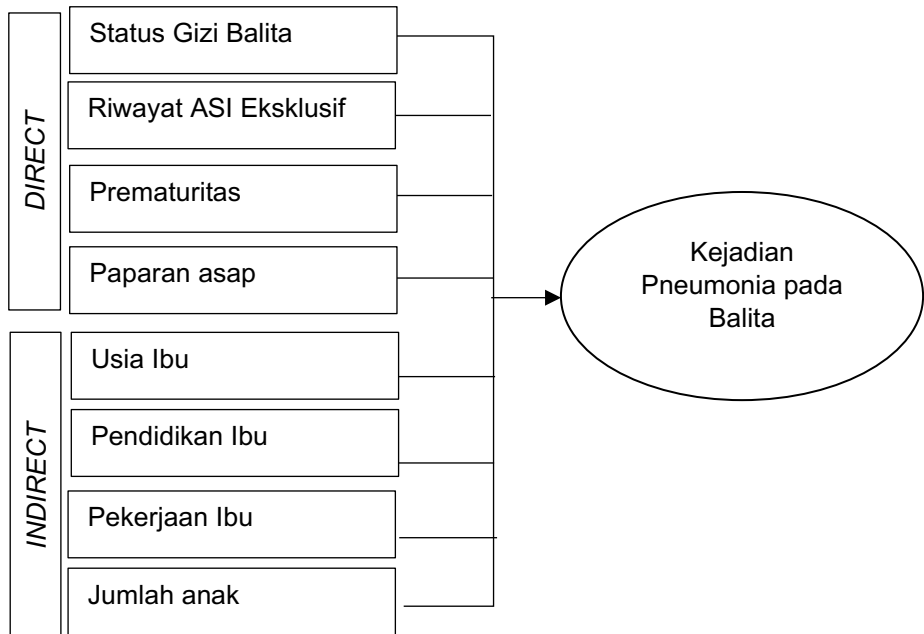 DIRECT
Status Gizi Balita
Riwayat ASI Eksklusif
Prematuritas
Paparan asap
INDIRECT
Usia Ibu
Pendidikan Ibu
Pekerjaan Ibu
Jumlah anak
Kejadian
Pneumonia pada
Balita